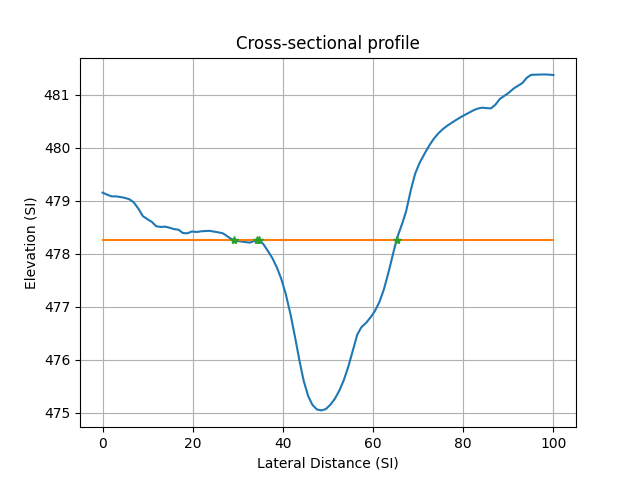 Cross-sectional profile
481
480
479
478
477
476
475
Elevation (SI)
0 20 40 60 80 100
Lateral Distance (SI)